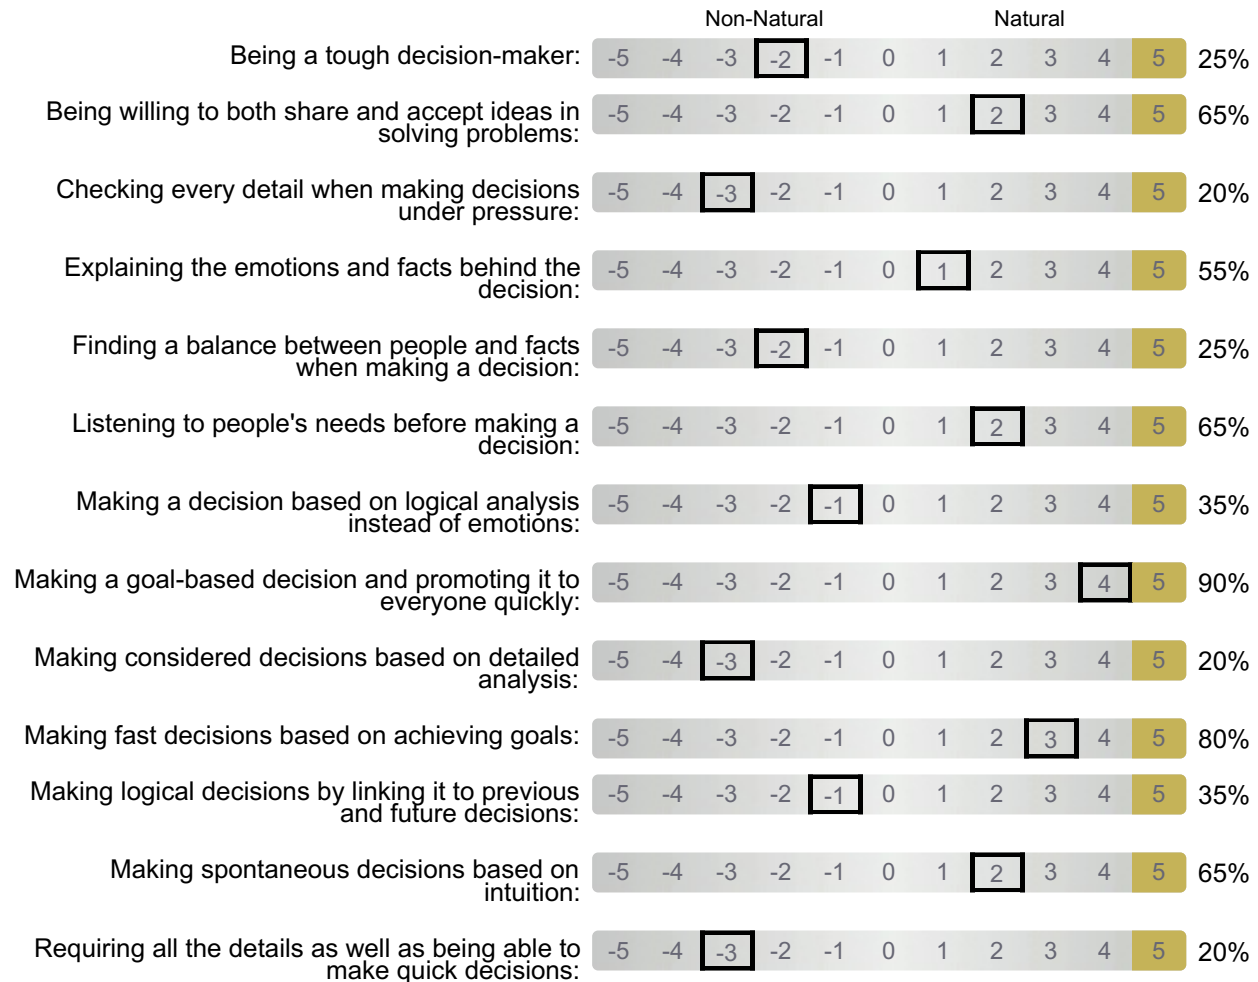 Non-Natural Natural
Being a tough decision-maker: -5 -4 -3 -2 -1 0 1 2 3 4 5 25%
Being willing to both share and accept ideas in
solving problems: -5 -4 -3 -2 -1 0 1 2 3 4 5 65%
Checking every detail when making decisions
under pressure: -5 -4 -3 -2 -1 0 1 2 3 4 5 20%
Explaining the emotions and facts behind the
decision: -5 -4 -3 -2 -1 0 1 2 3 4 5 55%
Finding a balance between people and facts
when making a decision: -5 -4 -3 -2 -1 0 1 2 3 4 5 25%
Listening to people's needs before making a
decision: -5 -4 -3 -2 -1 0 1 2 3 4 5 65%
Making a decision based on logical analysis
instead of emotions: -5 -4 -3 -2 -1 0 1 2 3 4 5 35%
Making a goal-based decision and promoting it to
everyone quickly: -5 -4 -3 -2 -1 0 1 2 3 4 5 90%
Making considered decisions based on detailed
analysis: -5 -4 -3 -2 -1 0 1 2 3 4 5 20%
Making fast decisions based on achieving goals: -5 -4 -3 -2 -1 0 1 2 3 4 5 80%
Making logical decisions by linking it to previous
and future decisions: -5 -4 -3 -2 -1 0 1 2 3 4 5 35%
Making spontaneous decisions based on
intuition: -5 -4 -3 -2 -1 0 1 2 3 4 5 65%
Requiring all the details as well as being able to
make quick decisions: -5 -4 -3 -2 -1 0 1 2 3 4 5 20%